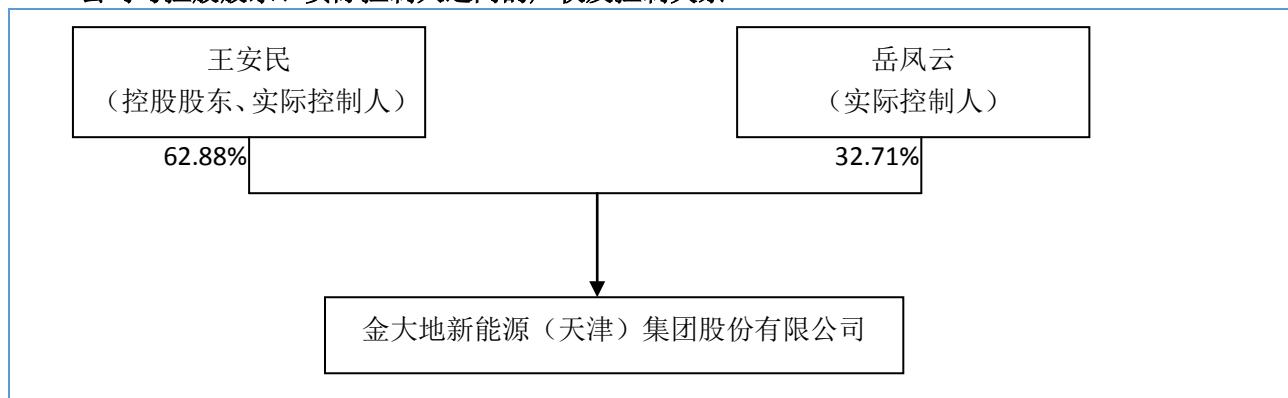 王安民
（控股股东、实际控制人）
岳凤云
（实际控制人）
62.88%
32.71%
金大地新能源（天津）集团股份有限公司